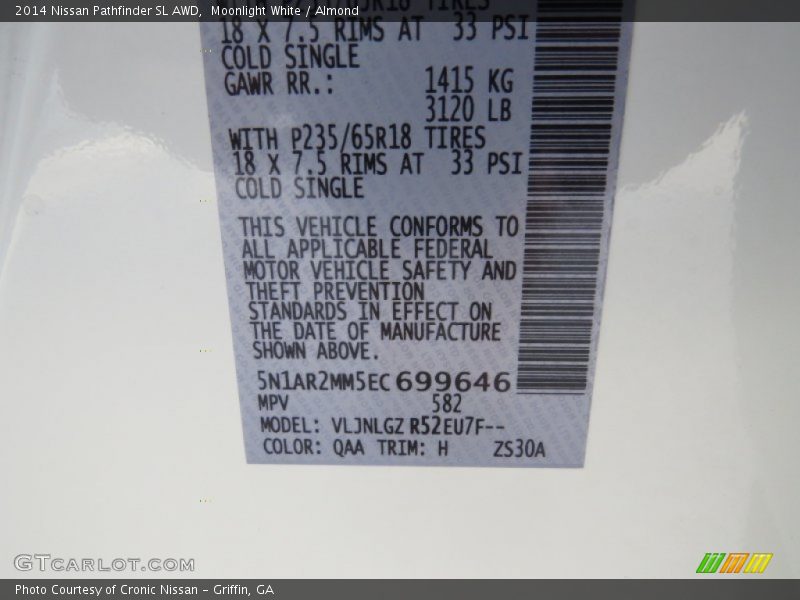 2014 Nissan Pathfinder SL AWD, Moonlight White / Almond
18 X 7.5 RIMS AT 33 PSI
COLD SINGLE
GAWR RR.: 1415 KG
3120 LB
WITH P235/65R18 TIRES
18 X 7.5 RIMS AT 33 PSI
COLD SINGLE
THIS VEHICLE CONFORMS TO
ALL APPLICABLE FEDERAL
MOTOR VEHICLE SAFETY AND
THEFT PREVENTION
STANDARDS IN EFFECT ON
THE DATE OF MANUFACTURE
SHOWN ABOVE.
5N1AR2MM5EC699646
MPV 582
MODEL: VLJNLGZ R52EU7F--
COLOR: QAA TRIM: H ZS30A
GTCARLOT.COM
Photo Courtesy of Cronic Nissan - Griffin, GA